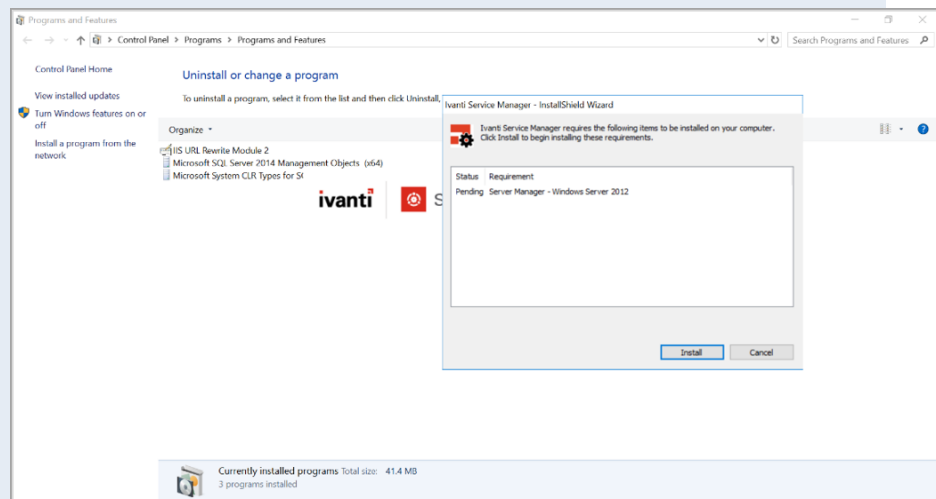 Programs and Features
Control Panel > Programs > Programs and Features
Search Programs and Features
Control Panel Home
View installed updates
Turn Windows features on or
off
Install a program from the
network
Uninstall or change a program
To uninstall a program, select it from the list and then click Uninstall,
Organize
IIS URL Rewrite Module 2
Microsoft SQL Server 2014 Management Objects (x64)
Microsoft System CLR Types for
ivanti
S
Ivanti Service Manager - InstallShield Wizard
Ivanti Service Manager requires the following items to be installed on your computer.
Click Install to begin installing these requirements.
Status Requirement
Pending Server Manager - Windows Server 2012
Install Cancel
Currently installed programs Total size: 41.4 MB
3 programs installed